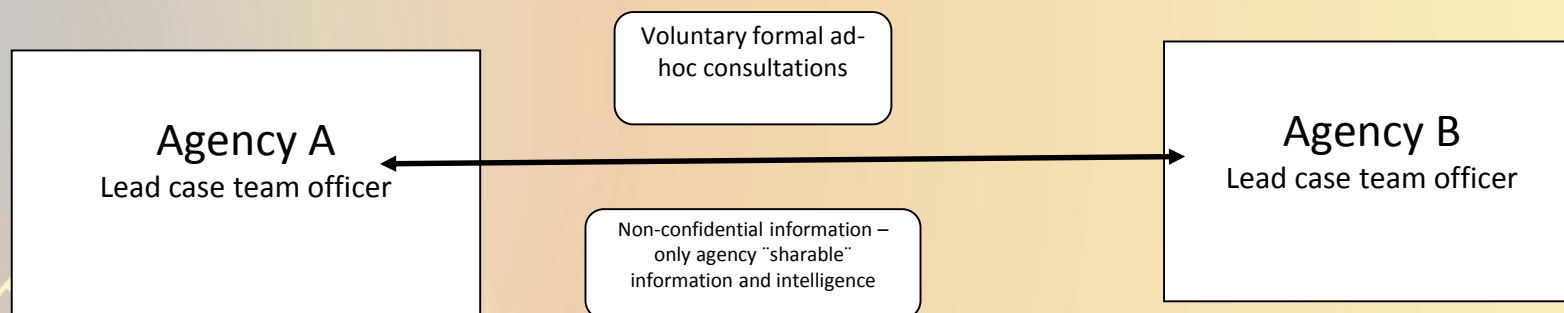 Voluntary formal ad-
hoc consultations
Agency A
Lead case team officer
Agency B
Lead case team officer
Non-confidential information –
only agency ¨sharable¨
information and intelligence